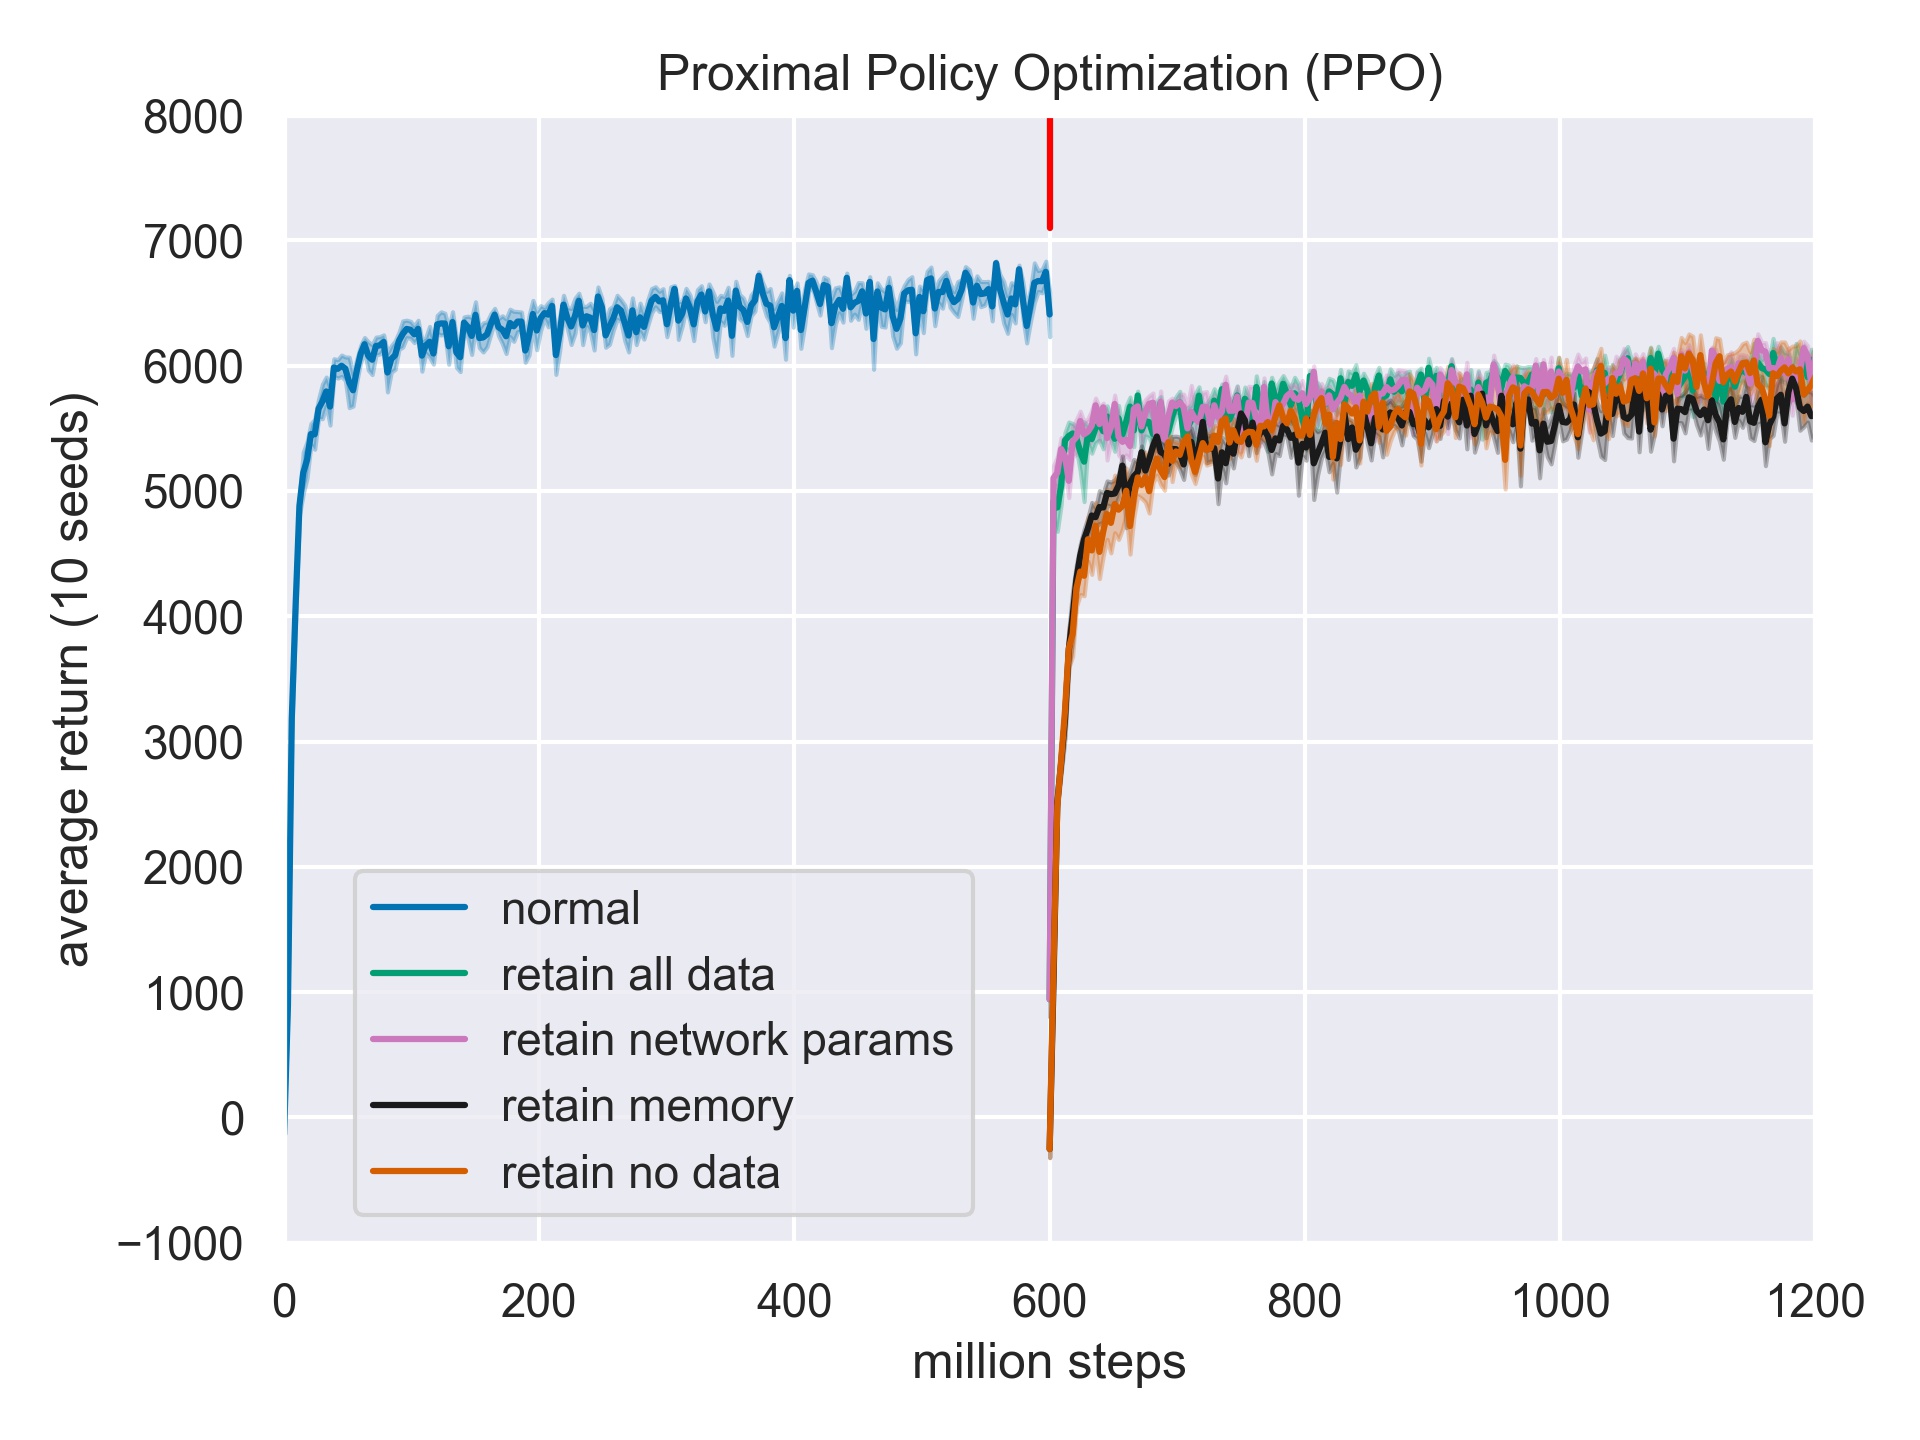 Proximal Policy Optimization (PPO)
8000
7000
6000
5000
4000
3000
2000
1000
0
−1000
average return (10 seeds)
normal
retain all data
retain network params
retain memory
retain no data
0 200 400 600 800 1000 1200
million steps